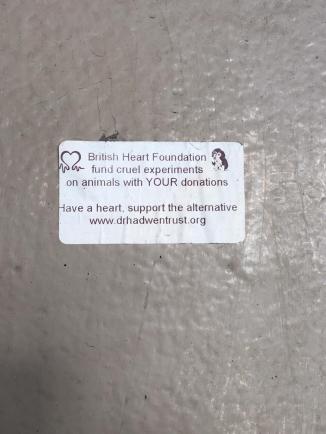 British Heart Foundation
fund cruel experiments
on animals with YOUR donations
Have a heart, support the alternative
www.drhadwentrust.org